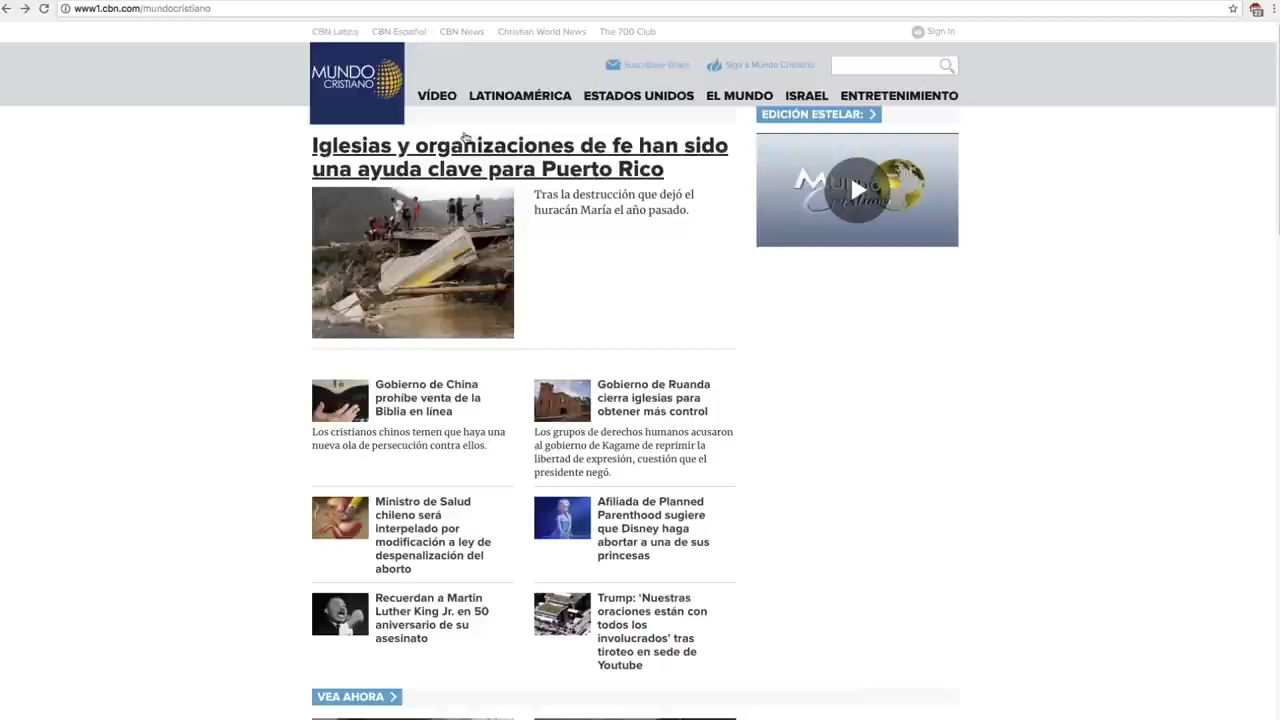 www1.cbn.com/mundocristiano
CBN Latino CBN Español CBN News Christian World News The 700 Club
Sign In
MUNDO
CRISTIANO
Suscríbase Gratis Siga a Mundo Cristiano
VÍDEO LATINOAMÉRICA ESTADOS UNIDOS EL MUNDO ISRAEL ENTRETENIMIENTO
EDICIÓN ESTELAR:
Iglesias y organizaciones de fe han sido
una ayuda clave para Puerto Rico
Tras la destrucción que dejó el
huracán María el año pasado.
Mundo
Cristiano
Gobierno de China
prohíbe venta de la
Biblia en línea
Los cristianos chinos temen que haya una
nueva ola de persecución contra ellos.
Gobierno de Ruanda
cierra iglesias para
obtener más control
Los grupos de derechos humanos acusaron
al gobierno de Kagame de reprimir la
libertad de expresión, cuestión que el
presidente negó.
Ministro de Salud
chileno será
interpelado por
modificación a ley de
despenalización del
aborto
Afiliada de Planned
Parenthood sugiere
que Disney haga
abortar a una de sus
princesas
Recuerdan a Martin
Luther King Jr. en 50
aniversario de su
asesinato
Trump: ‘Nuestras
oraciones están con
todos los
involucrados’ tras
tiroteo en sede de
Youtube
VEA AHORA